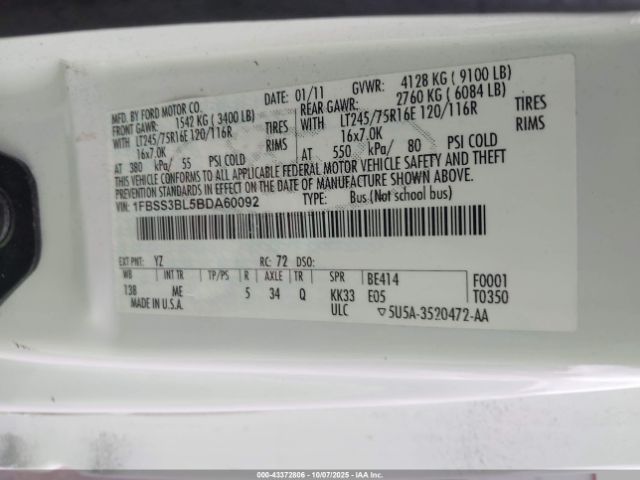 MFD. BY FORD MOTOR CO. 01/11 GVWR: 4128 KG ( 9100 LB)
FRONT GAWR: 1542 KG ( 3400 LB) REAR GAWR: 2760 KG ( 6084 LB)
WITH LT245/75R16E 120/116R TIRES WITH LT245/75R16E 120/116R TIRES
16x7.0K RIMS 16x7.0K RIMS
AT 380 kPa/ 55 PSI COLD AT 550 kPa/ 80 PSI COLD
THIS VEHICLE CONFORMS TO ALL APPLICABLE FEDERAL MOTOR VEHICLE SAFETY AND THEFT
PREVENTION STANDARDS IN EFFECT ON THE DATE OF MANUFACTURE SHOWN ABOVE.
VIN: 1FBSS3BL5BDA60092 TYPE: Bus (Not school bus)
EXT PNT: YZ RC: 72 DSO:
WB INT TR TP/PS R AXLE TR SPR BE414 F0001
138 ME 5 34 Q KK33 E05 T0350
MADE IN U.S.A. ULC ▽5U5A-3520472-AA
000-43372806 - 10/07/2025 - IAAI.COM